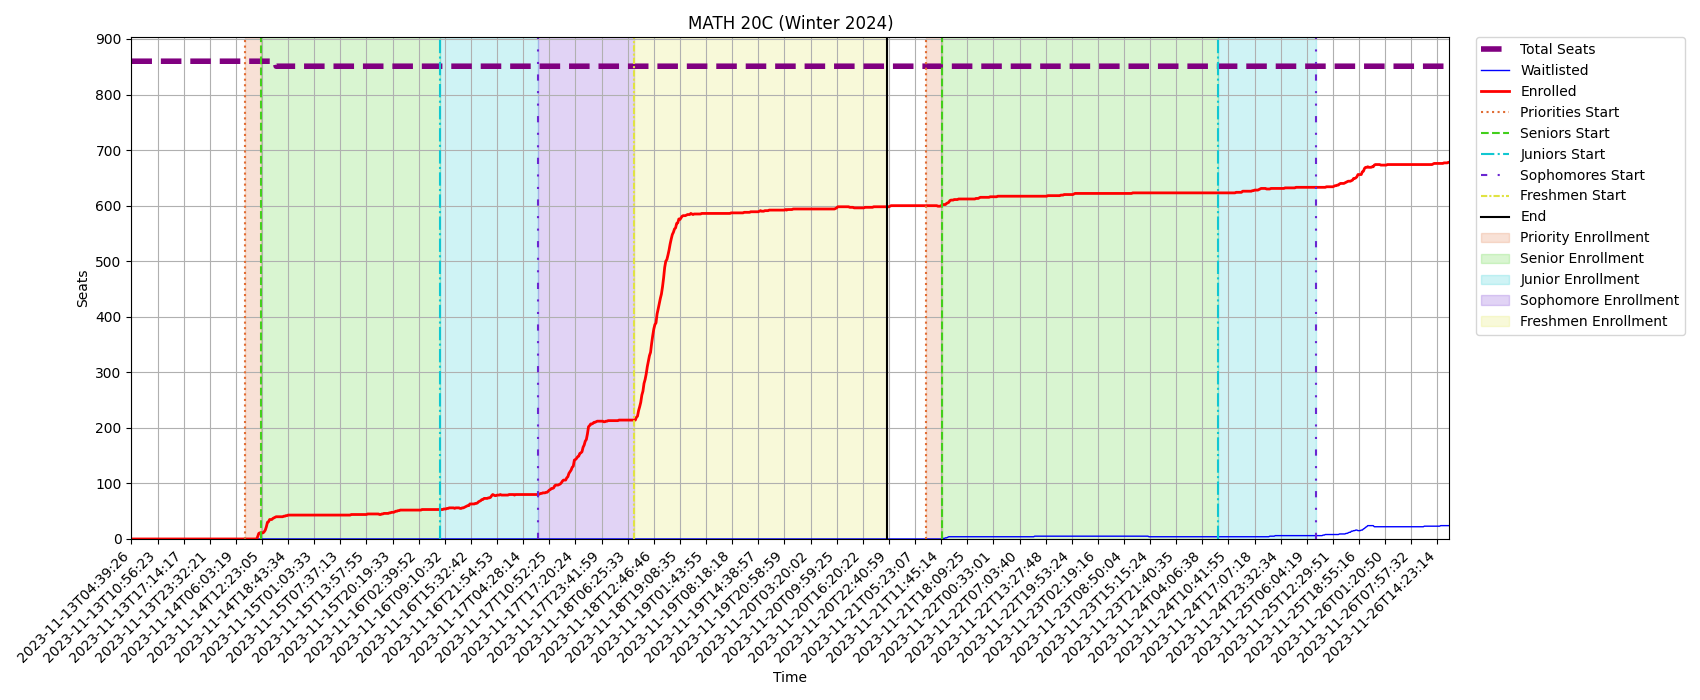 MATH 20C (Winter 2024)
900
800
700
600
500
400
300
200
100
0
Seats
2023-11-13T04:39:26
2023-11-13T10:56:23
2023-11-13T17:14:17
2023-11-13T23:32:21
2023-11-14T06:03:19
2023-11-14T12:23:05
2023-11-14T18:43:34
2023-11-15T01:03:33
2023-11-15T07:37:13
2023-11-15T13:57:55
2023-11-15T20:19:33
2023-11-16T02:39:52
2023-11-16T09:10:32
2023-11-16T15:32:42
2023-11-16T21:54:53
2023-11-17T04:28:14
2023-11-17T10:52:25
2023-11-17T17:20:24
2023-11-17T23:41:59
2023-11-18T06:25:33
2023-11-18T12:46:46
2023-11-18T19:08:35
2023-11-19T01:43:55
2023-11-19T08:18:18
2023-11-19T14:38:57
2023-11-19T20:58:59
2023-11-20T03:20:02
2023-11-20T09:59:25
2023-11-20T16:20:22
2023-11-20T22:40:59
2023-11-21T05:23:07
2023-11-21T11:45:14
2023-11-21T18:09:25
2023-11-22T00:33:01
2023-11-22T07:03:40
2023-11-22T13:27:48
2023-11-22T19:53:24
2023-11-23T02:19:16
2023-11-23T08:50:04
2023-11-23T15:15:24
2023-11-23T21:40:35
2023-11-24T04:06:38
2023-11-24T10:41:55
2023-11-24T17:07:18
2023-11-24T23:32:34
2023-11-25T06:04:19
2023-11-25T12:29:51
2023-11-25T18:55:16
2023-11-26T01:20:50
2023-11-26T07:57:32
2023-11-26T14:23:14
Time
Total Seats
Waitlisted
Enrolled
Priorities Start
Seniors Start
Juniors Start
Sophomores Start
Freshmen Start
End
Priority Enrollment
Senior Enrollment
Junior Enrollment
Sophomore Enrollment
Freshmen Enrollment